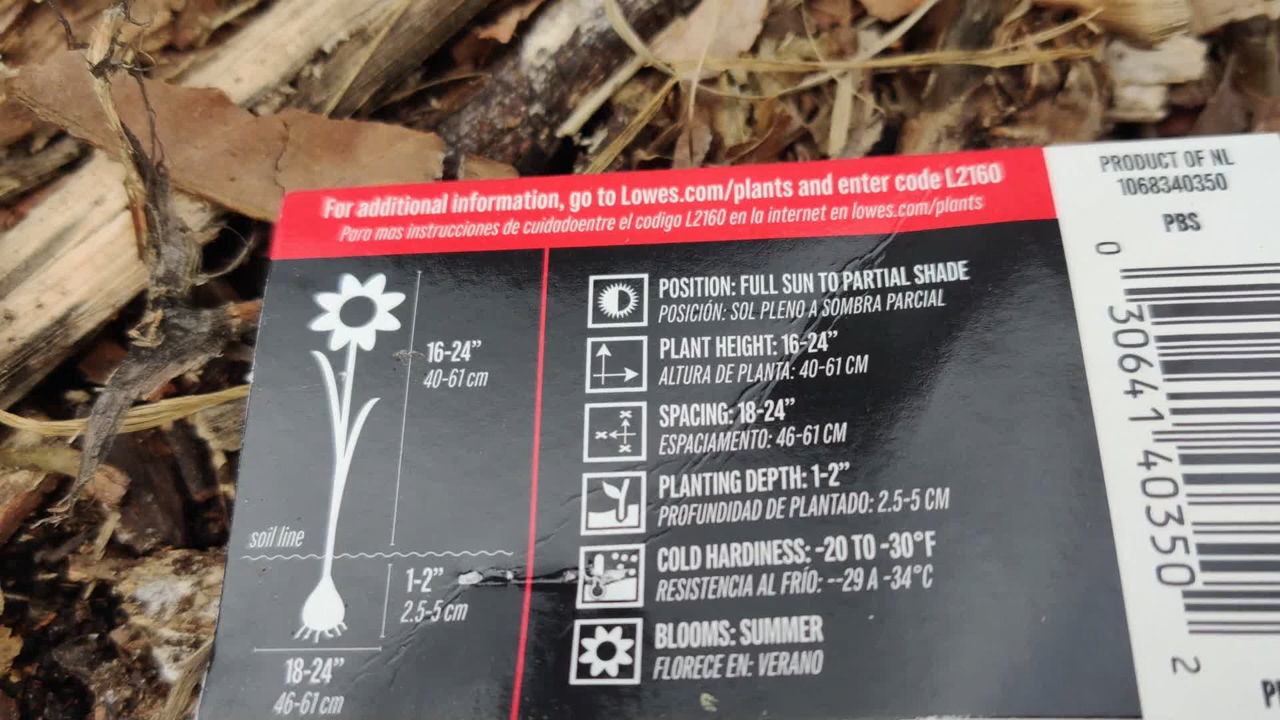 For additional information, go to Lowes.com/plants and enter code L2160
Para mas instrucciones de cuidadoentre el codigo L2160 en la internet en lowes.com/plants
16-24”
40-61 cm
soil line
1-2”
2.5-5 cm
18-24”
46-61 cm
POSITION: FULL SUN TO PARTIAL SHADE
POSICIÓN: SOL PLENO A SOMBRA PARCIAL
PLANT HEIGHT: 16-24”
ALTURA DE PLANTA: 40-61 CM
SPACING: 18-24”
ESPACIAMENTO: 46-61 CM
PLANTING DEPTH: 1-2”
PROFUNDIDAD DE PLANTADO: 2.5-5 CM
COLD HARDINESS: -20 TO -30°F
RESISTENCIA AL FRÍO: --29 A -34°C
BLOOMS: SUMMER
FLORECE EN: VERANO
PRODUCT OF NL
1068340350
PBS
0 30641 40350 2